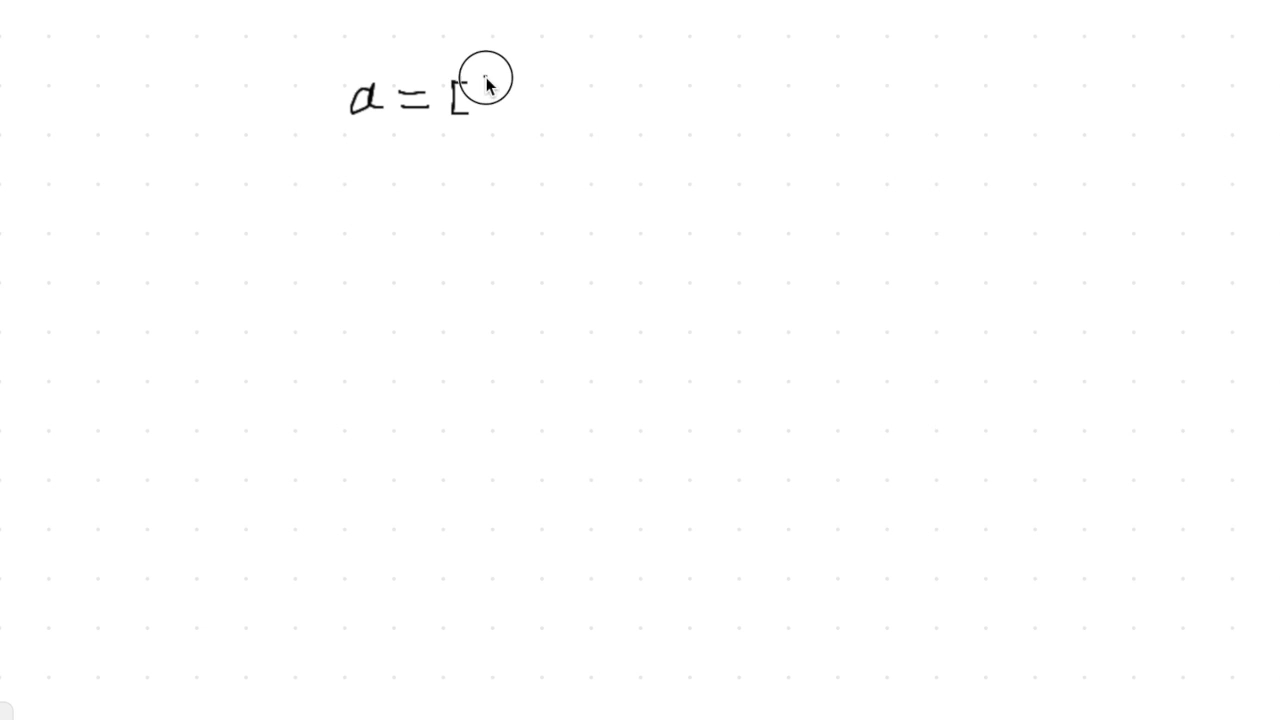 a = [